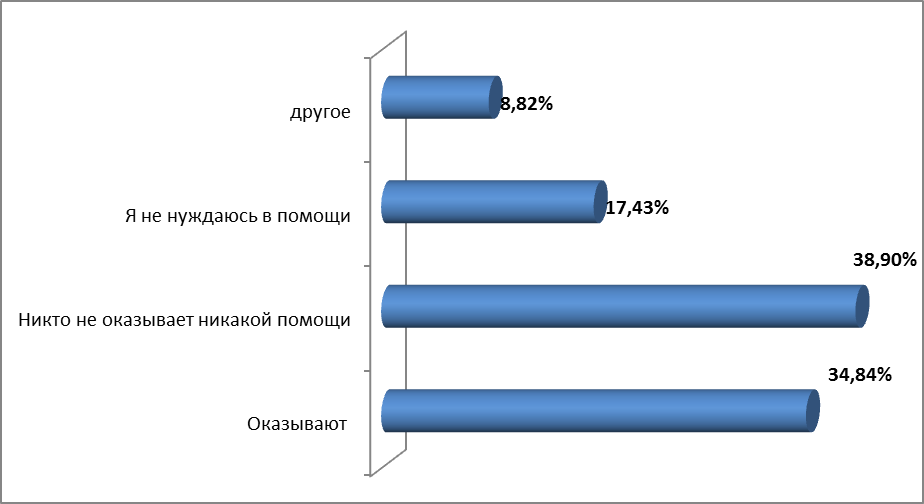 другое
8,82%
Я не нуждаюсь в помощи
17,43%
Никто не оказывает никакой помощи
38,90%
Оказывают
34,84%